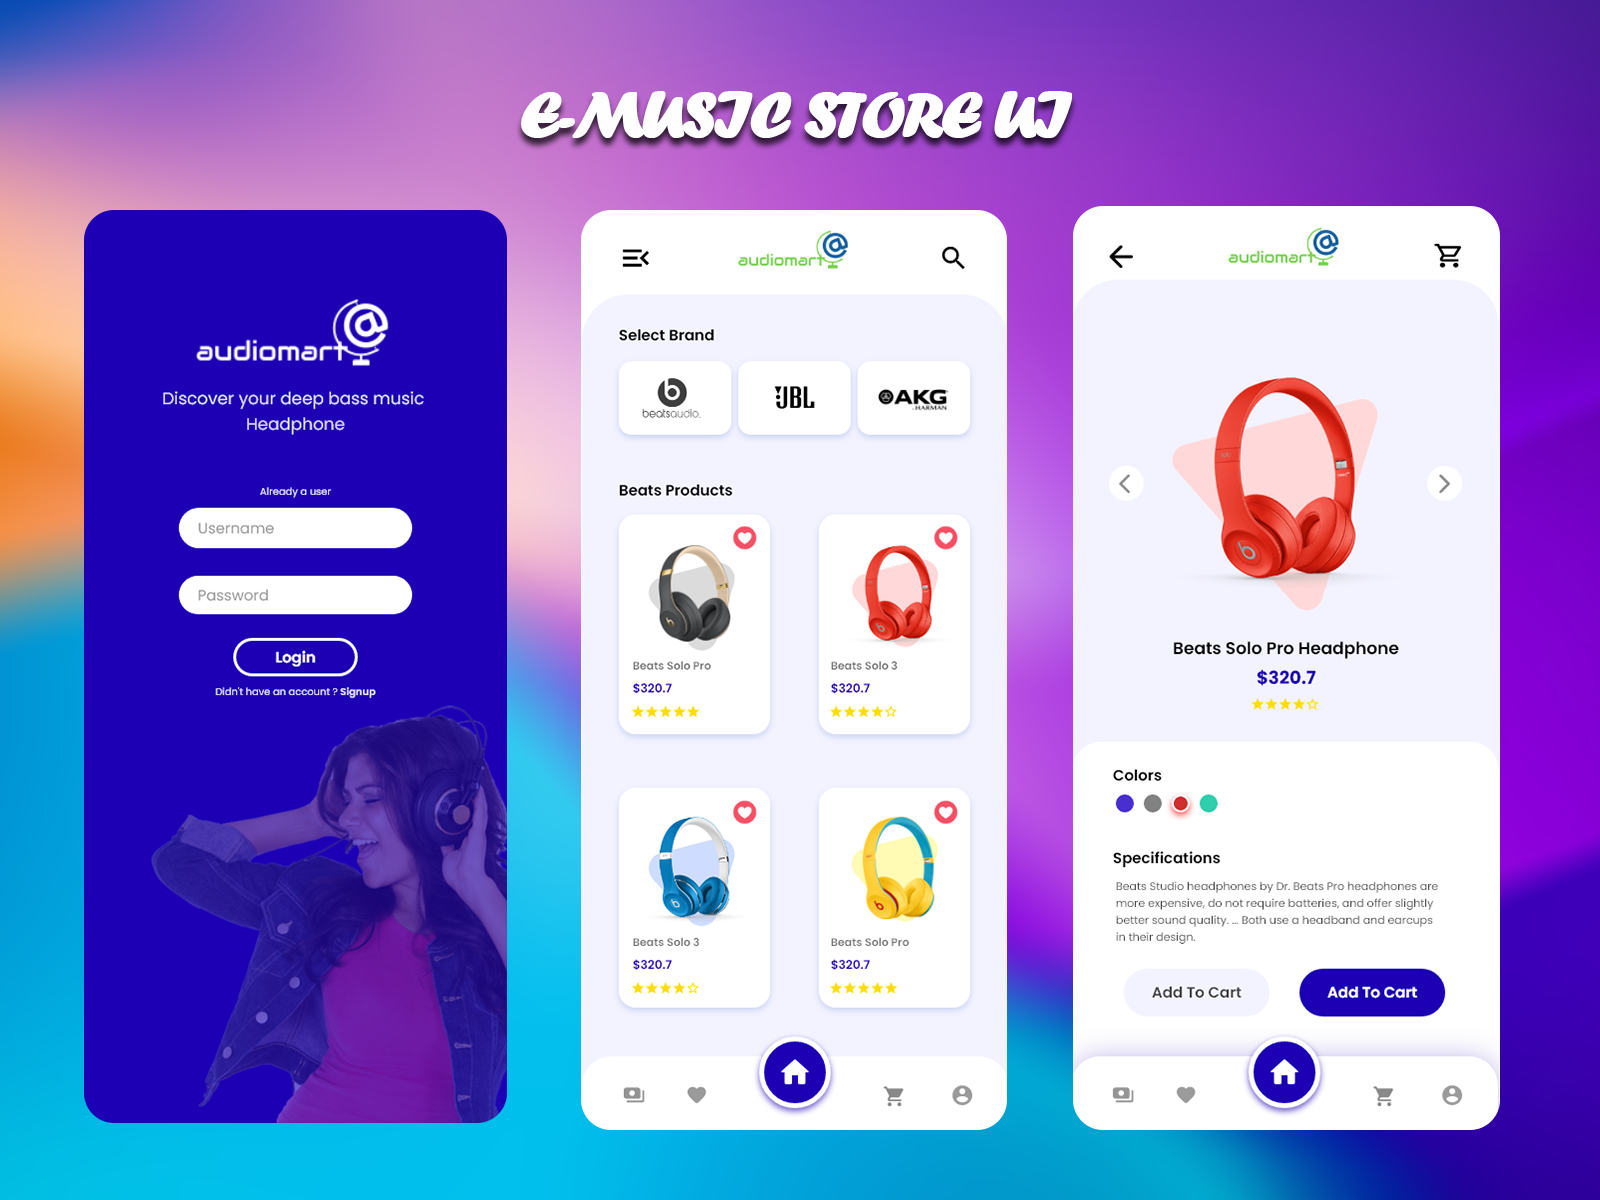 E-MUSIC STORE UI
audiomart
Discover your deep bass music
Headphone
Already a user
Username
Password
Login
Didn't have an account ? Signup
audiomart
Select Brand
beatsaudio.
JBL
AKG
BY HARMAN
Beats Products
Beats Solo Pro
$320.7
Beats Solo 3
$320.7
Beats Solo 3
$320.7
Beats Solo Pro
$320.7
audiomart
Beats Solo Pro Headphone
$320.7
Colors
Specifications
Beats Studio headphones by Dr. Beats Pro headphones are
more expensive, do not require batteries, and offer slightly
better sound quality. ... Both use a headband and earcups
in their design.
Add To Cart
Add To Cart